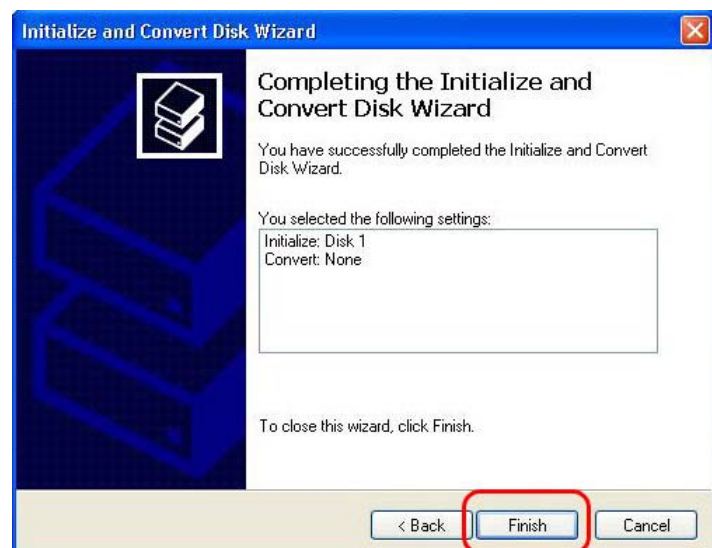 Initialize and Convert Disk Wizard
Completing the Initialize and
Convert Disk Wizard
You have successfully completed the Initialize and Convert
Disk Wizard.
You selected the following settings:
Initialize: Disk 1
Convert: None
To close this wizard, click Finish.
< Back
Finish
Cancel